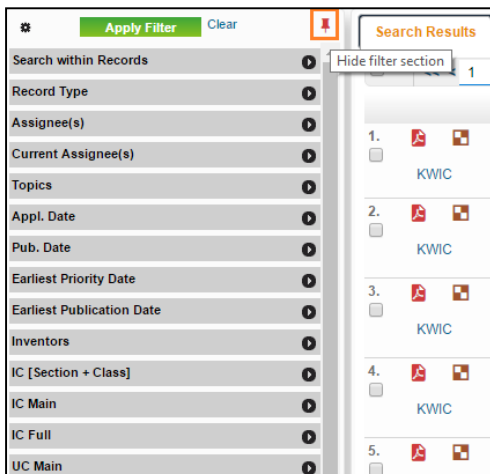 Apply Filter
Clear
Search within Records
Record Type
Assignee(s)
Current Assignee(s)
Topics
Appl. Date
Pub. Date
Earliest Priority Date
Earliest Publication Date
Inventors
IC [Section + Class]
IC Main
IC Full
UC Main
Search Results
Hide filter section
1
1.
KWIC
2.
KWIC
3.
KWIC
4.
KWIC
5.